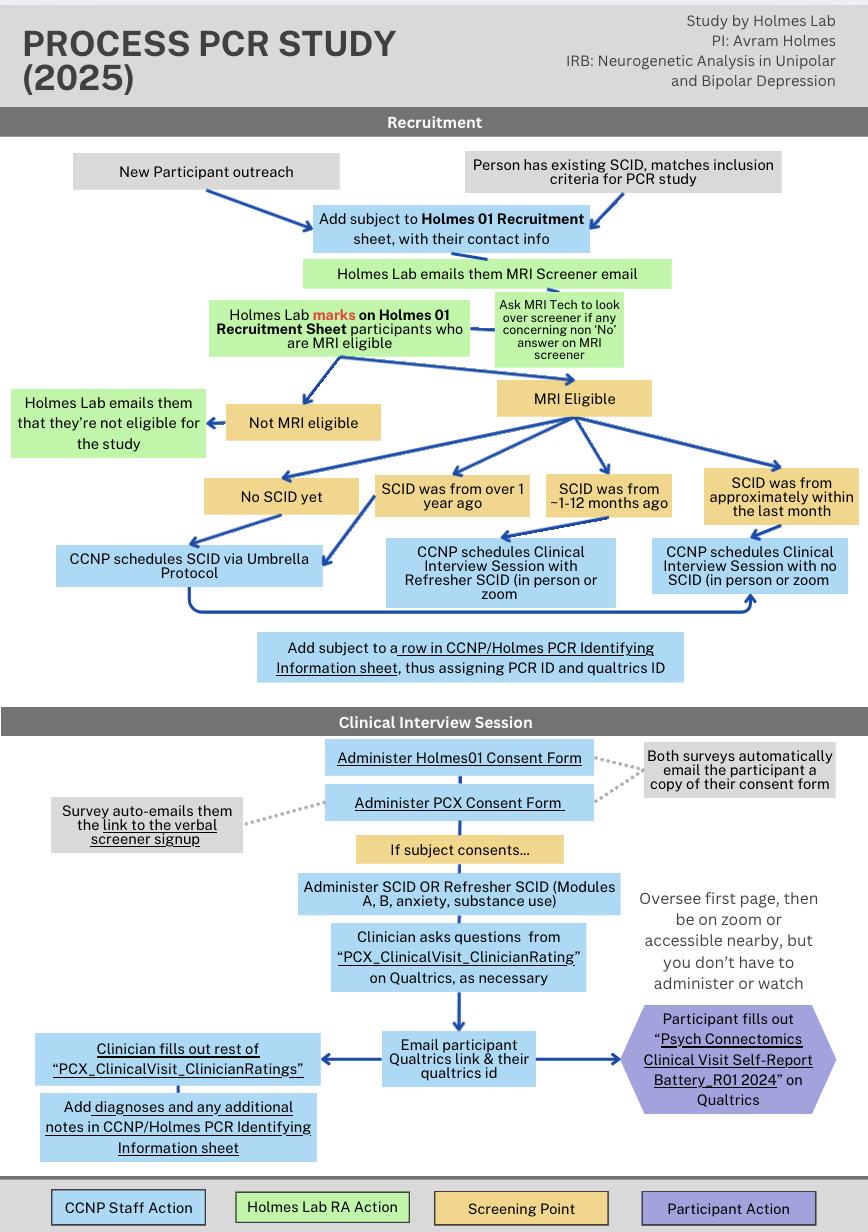 PROCESS PCR STUDY
(2025)
Study by Holmes Lab
PI: Avram Holmes
IRB: Neurogenetic Analysis in Unipolar
and Bipolar Depression
Recruitment
New Participant outreach
Person has existing SCID, matches inclusion
criteria for PCR study
Add subject to Holmes 01 Recruitment
sheet, with their contact info
Holmes Lab emails them MRI Screener email
Holmes Lab marks on Holmes 01
Recruitment Sheet participants who
are MRI eligible
Ask MRI Tech to look
over screener if any
concerning non ‘No’
answer on MRI
screener
MRI Eligible
Holmes Lab emails them
that they’re not eligible for
the study
Not MRI eligible
No SCID yet
SCID was from over 1
year ago
SCID was from
~1-12 months ago
SCID was from
approximately within
the last month
CCNP schedules SCID via Umbrella
Protocol
CCNP schedules Clinical
Interview Session with
Refresher SCID (in person or
zoom
CCNP schedules Clinical
Interview Session with no
SCID (in person or zoom
Add subject to a row in CCNP/Holmes PCR Identifying
Information sheet, thus assigning PCR ID and qualtrics ID
Clinical Interview Session
Administer Holmes01 Consent Form
Both surveys automatically
email the participant a
copy of their consent form
Administer PCX Consent Form
Survey auto-emails them
the link to the verbal
screener signup
If subject consents...
Administer SCID OR Refresher SCID (Modules
A, B, anxiety, substance use)
Clinician asks questions from
“PCX_ClinicalVisit_ClinicianRating”
on Qualtrics, as necessary
Oversee first page, then
be on zoom or
accessible nearby, but
you don’t have to
administer or watch
Clinician fills out rest of
“PCX_ClinicalVisit_ClinicianRatings”
Email participant
Qualtrics link & their
qualtrics id
Participant fills out
“Psych Connectomics
Clinical Visit Self-Report
Battery_R01 2024” on
Qualtrics
Add diagnoses and any additional
notes in CCNP/Holmes PCR Identifying
Information sheet
CCNP Staff Action
Holmes Lab RA Action
Screening Point
Participant Action